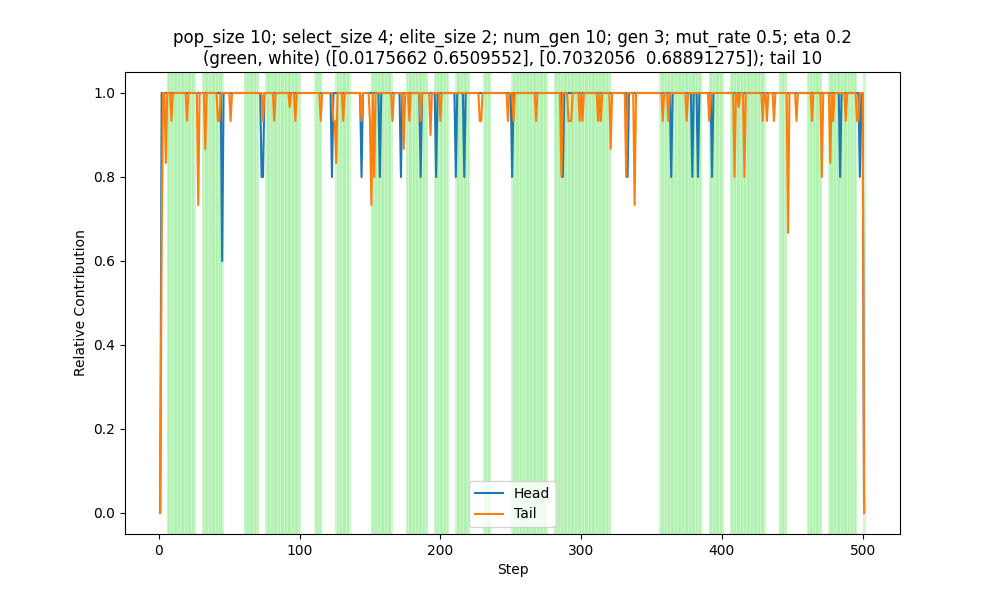 pop_size 10; select_size 4; elite_size 2; num_gen 10; gen 3; mut_rate 0.5; eta 0.2
(green, white) ([0.0175662 0.6509552], [0.7032056  0.68891275]); tail 10
Relative Contribution
1.0
0.8
0.6
0.4
0.2
0.0
Head
Tail
0
100
200
300
400
500
Step